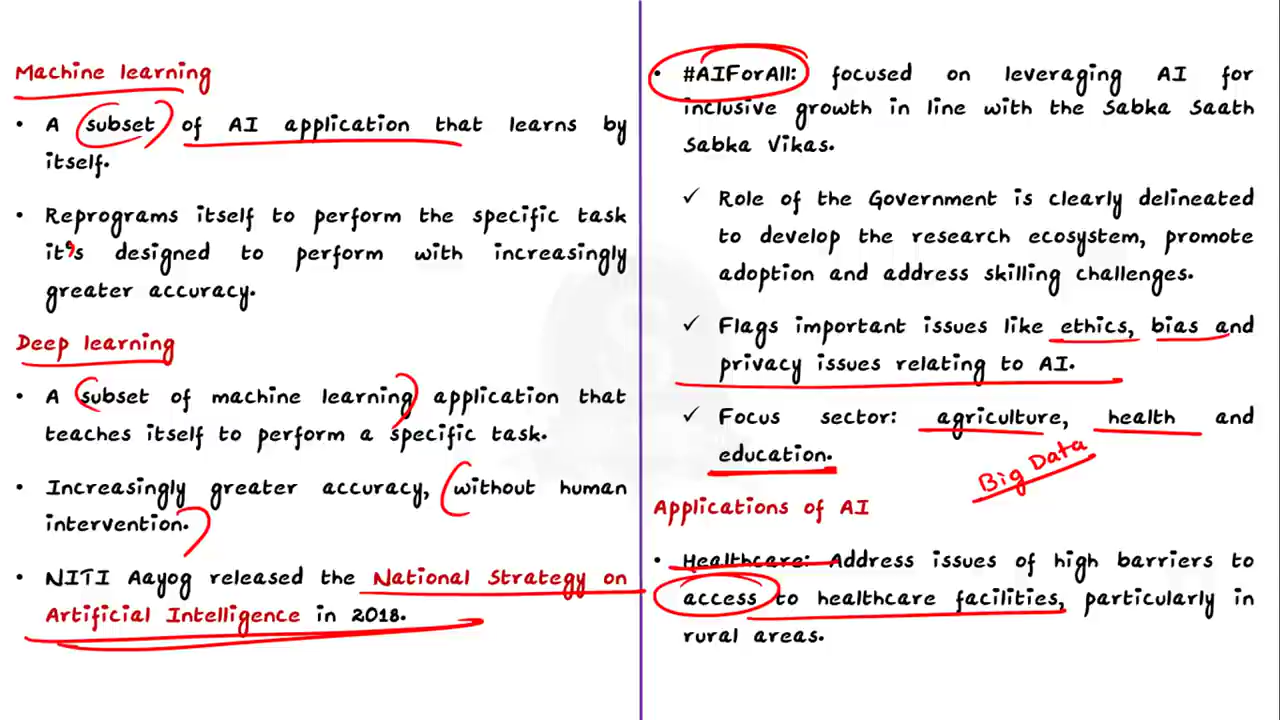 Machine learning
• A subset of AI application that learns by
itself.
• Reprograms itself to perform the specific task
it's designed to perform with increasingly
greater accuracy.
Deep learning
• A subset of machine learning application that
teaches itself to perform a specific task.
• Increasingly greater accuracy, without human
intervention.
• NITI Aayog released the National Strategy on
Artificial Intelligence in 2018.
• #AIForAll: focused on leveraging AI for
inclusive growth in line with the Sabka Saath
Sabka Vikas.
✓ Role of the Government is clearly delineated
to develop the research ecosystem, promote
adoption and address skilling challenges.
✓ Flags important issues like ethics, bias and
privacy issues relating to AI.
✓ Focus sector: agriculture, health and
education.
Big Data
Applications of AI
• Healthcare: Address issues of high barriers to
access to healthcare facilities, particularly in
rural areas.